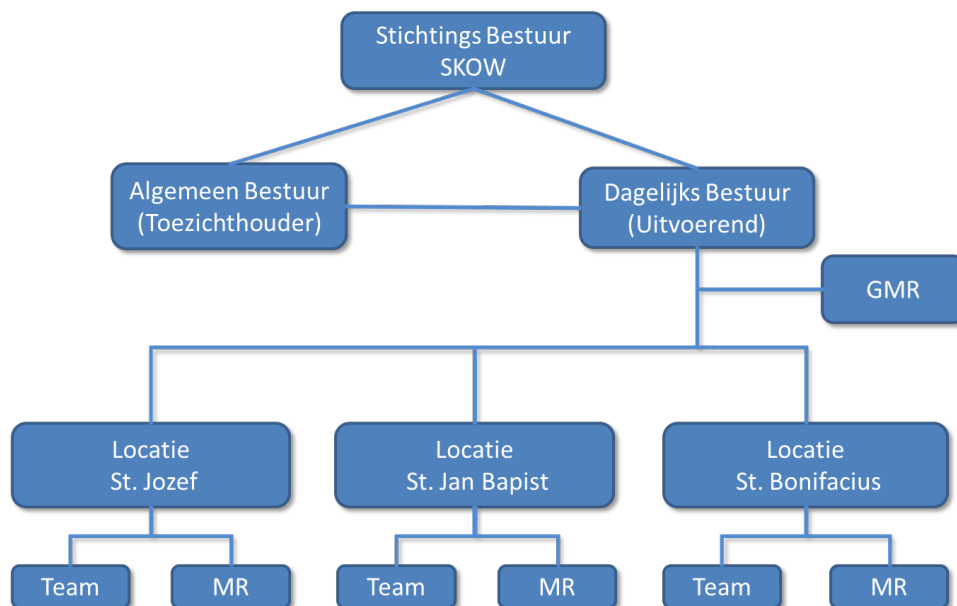 Stichtings Bestuur
SKOW
Algemeen Bestuur
(Toezichthouder)
Dagelijks Bestuur
(Uitvoerend)
GMR
Locatie
St. Jozef
Locatie
St. Jan Bapist
Locatie
St. Bonifacius
Team
MR
Team
MR
Team
MR